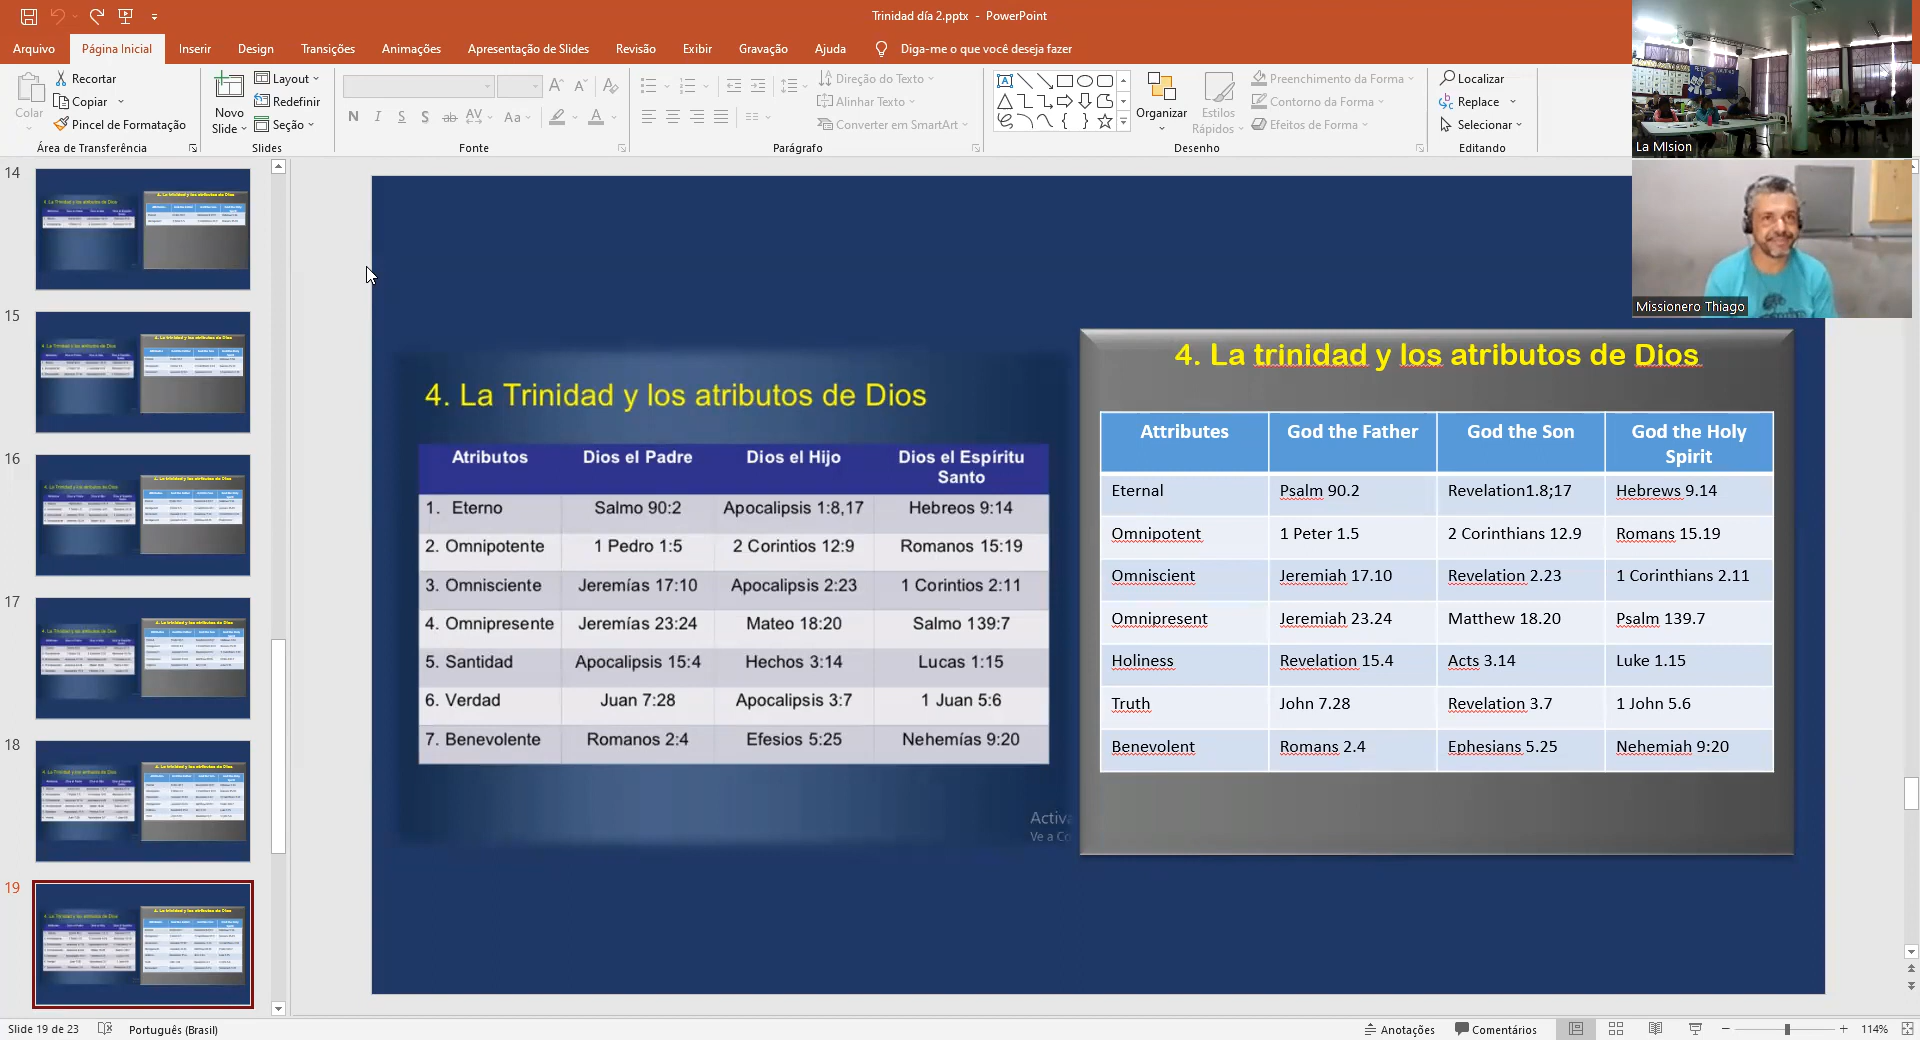 Trinidad día 2.pptx - PowerPoint
Arquivo Página Inicial Inserir Design Transições Animações Apresentação de Slides Revisão Exibir Gravação Ajuda Diga-me o que você deseja fazer
Colar
Recortar
Copiar
Pincel de Formatação
Área de Transferência
Novo
Slide
Layout
Redefinir
Seção
Slides
N I S S ab AV Aa A
Fonte
Direção do Texto
Alinhar Texto
Converter em SmartArt
Parágrafo
Organizar
Estilos
Rápidos
Preenchimento da Forma
Contorno da Forma
Efeitos de Forma
Desenho
Localizar
Replace
Selecionar
Editando
La MIsion
Missionero Thiago
14
15
16
17
18
19
4. La Trinidad y los atributos de Dios
Atributos Dios el Padre Dios el Hijo Dios el Espíritu
Santo
1. Eterno Salmo 90:2 Apocalipsis 1:8,17 Hebreos 9:14
2. Omnipotente 1 Pedro 1:5 2 Corintios 12:9 Romanos 15:19
3. Omnisciente Jeremías 17:10 Apocalipsis 2:23 1 Corintios 2:11
4. Omnipresente Jeremías 23:24 Mateo 18:20 Salmo 139:7
5. Santidad Apocalipsis 15:4 Hechos 3:14 Lucas 1:15
6. Verdad Juan 7:28 Apocalipsis 3:7 1 Juan 5:6
7. Benevolente Romanos 2:4 Efesios 5:25 Nehemías 9:20
Activa
Ve a Co
4. La trinidad y los atributos de Dios
Attributes God the Father God the Son God the Holy
Spirit
Eternal Psalm 90.2 Revelation1.8;17 Hebrews 9.14
Omnipotent 1 Peter 1.5 2 Corinthians 12.9 Romans 15.19
Omniscient Jeremiah 17.10 Revelation 2.23 1 Corinthians 2.11
Omnipresent Jeremiah 23.24 Matthew 18.20 Psalm 139.7
Holiness Revelation 15.4 Acts 3.14 Luke 1.15
Truth John 7.28 Revelation 3.7 1 John 5.6
Benevolent Romans 2.4 Ephesians 5.25 Nehemiah 9:20
Slide 19 de 23 Português (Brasil) Anotações Comentários 114%